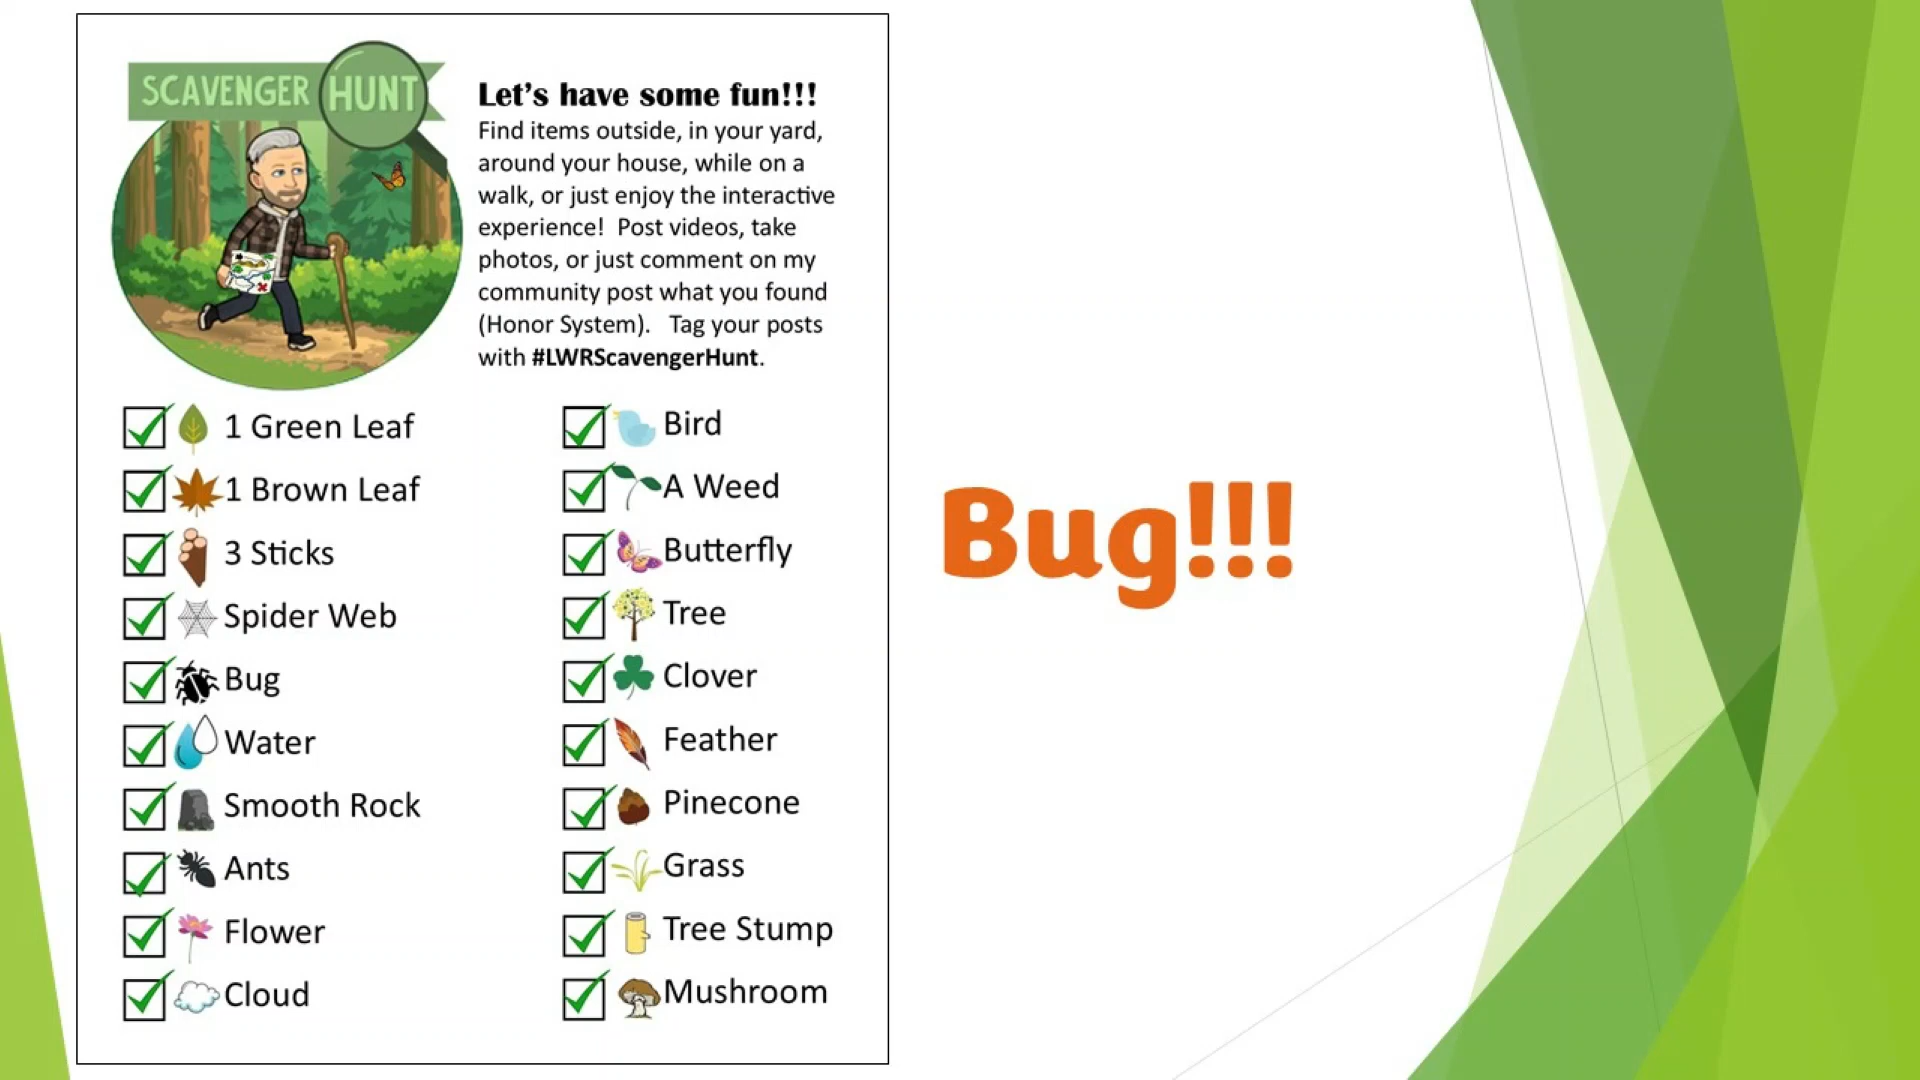 SCAVENGER HUNT
Let’s have some fun!!!
Find items outside, in your yard,
around your house, while on a
walk, or just enjoy the interactive
experience!  Post videos, take
photos, or just comment on my
community post what you found
(Honor System).   Tag your posts
with #LWRScavengerHunt.
1 Green Leaf
1 Brown Leaf
3 Sticks
Spider Web
Bug
Water
Smooth Rock
Ants
Flower
Cloud
Bird
A Weed
Butterfly
Tree
Clover
Feather
Pinecone
Grass
Tree Stump
Mushroom
Bug!!!